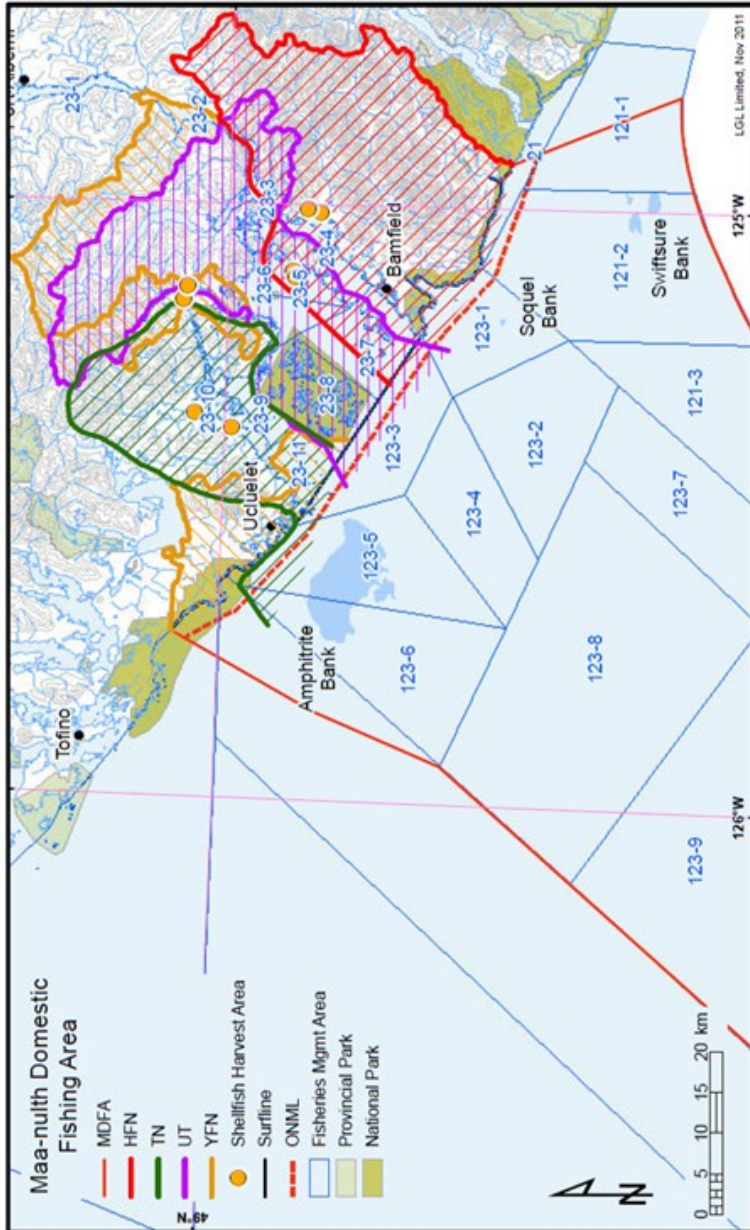 Maa-nulth Domestic
Fishing Area
MDFA
HFN
TN
UT
YFN
Shellfish Harvest Area
Surfline
ONML
Fisheries Mgmt Area
Provincial Park
National Park
49°N
N
0 5 10 15 20 km
Tofino
Ucluelet
Bamfield
Amphitrite
Bank
Soquel
Bank
Swiftsure
Bank
23-1
23-2
23-3
23-4
23-5
23-6
23-7
23-8
23-9
23-10
23-11
21
121-1
121-2
121-3
123-1
123-2
123-3
123-4
123-5
123-6
123-7
123-8
123-9
126°W
125°W
LGL Limited, Nov 2011